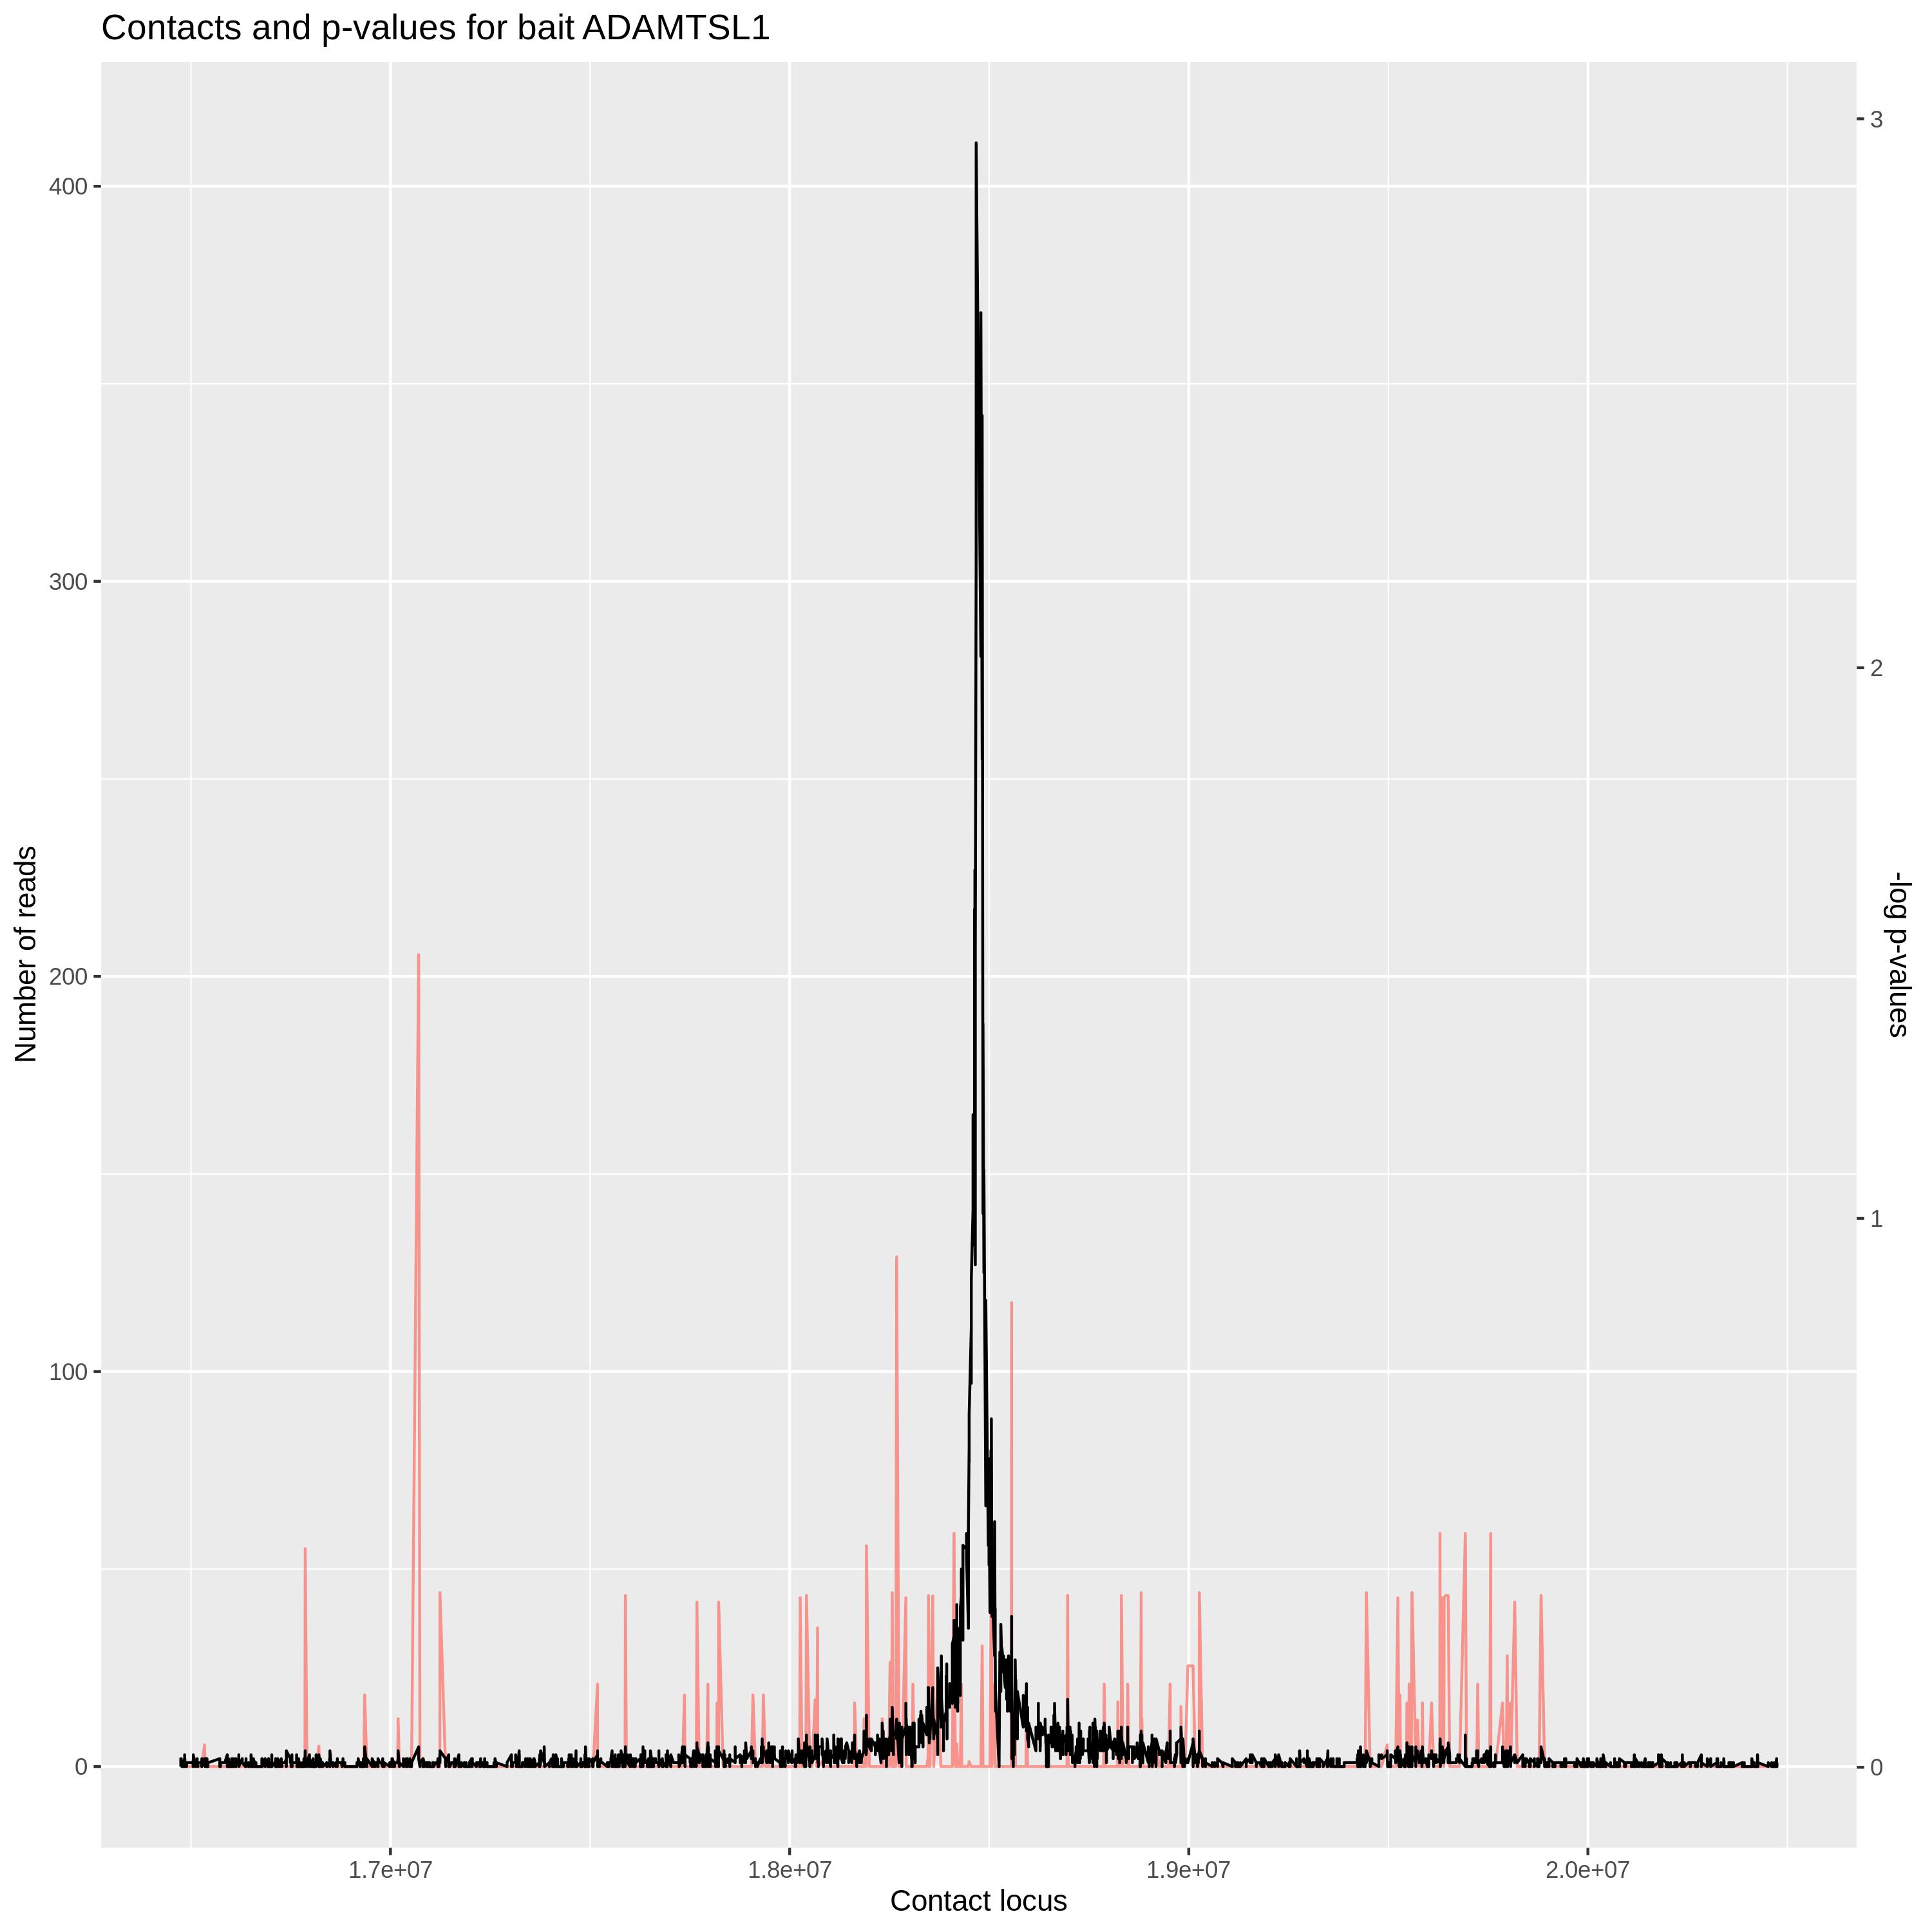 Contacts and p-values for bait ADAMTSL1
400
300
200
100
0
Number of reads
3
2
1
0
-log p-values
1.7e+07
1.8e+07
1.9e+07
2.0e+07
Contact locus